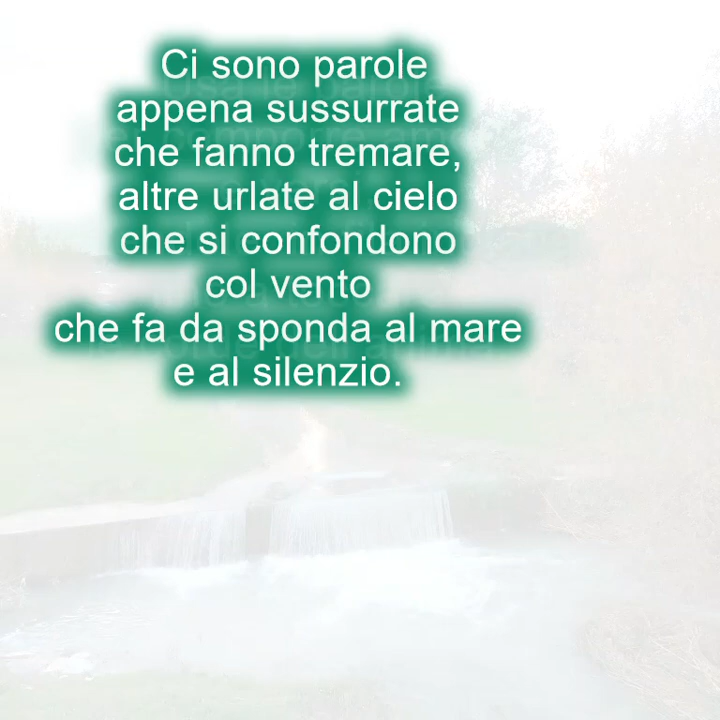 Ci sono parole
appena sussurrate
che fanno tremare,
altre urlate al cielo
che si confondono
col vento
che fa da sponda al mare
e al silenzio.